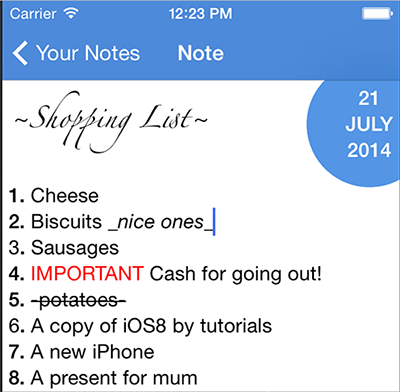 Carrier 12:23 PM
Your Notes Note
~Shopping List~
21
JULY
2014
1. Cheese
2. Biscuits _nice ones_
3. Sausages
4. IMPORTANT Cash for going out!
5. -potatoes-
6. A copy of iOS8 by tutorials
7. A new iPhone
8. A present for mum